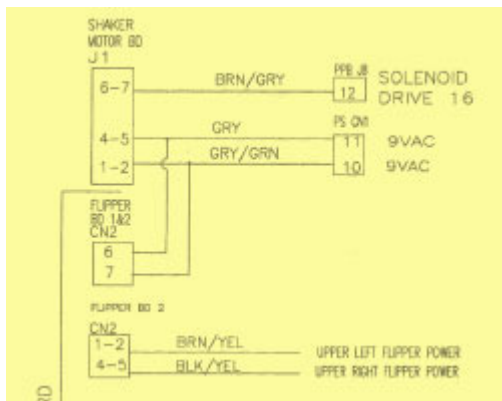 SHAKER
MOTOR BD
J1
6-7
BRN/GRY
PPB J8
12
SOLENOID
DRIVE 16
4-5
GRY
PS CN1
11
9VAC
1-2
GRY/GRN
10
9VAC
FLIPPER
BD 1&2
CN2
6
7
FLIPPER BD 2
CN2
1-2
BRN/YEL
UPPER LEFT FLIPPER POWER
4-5
BLK/YEL
UPPER RIGHT FLIPPER POWER
RD